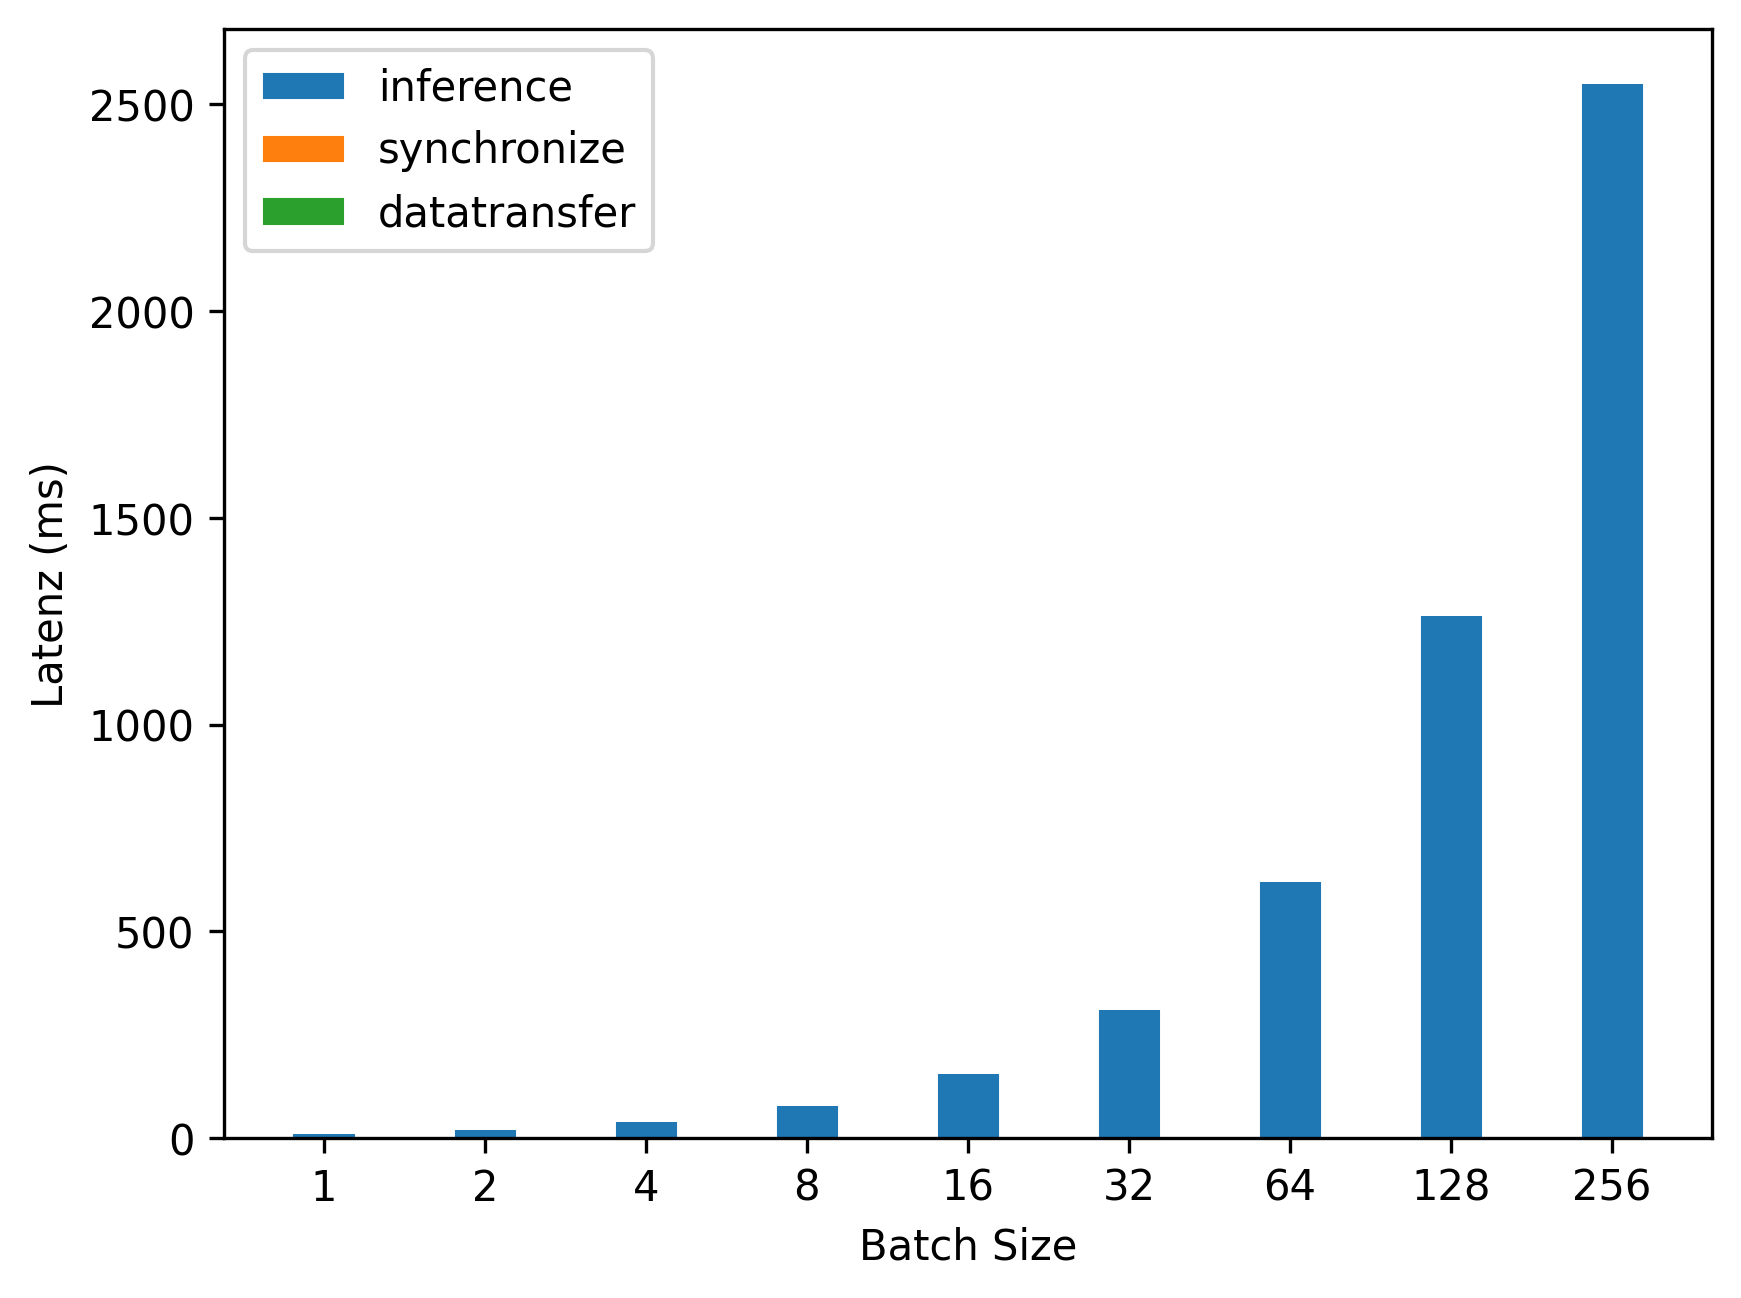 inference
synchronize
datatransfer
2500
2000
1500
1000
500
0
Latenz (ms)
1 2 4 8 16 32 64 128 256
Batch Size